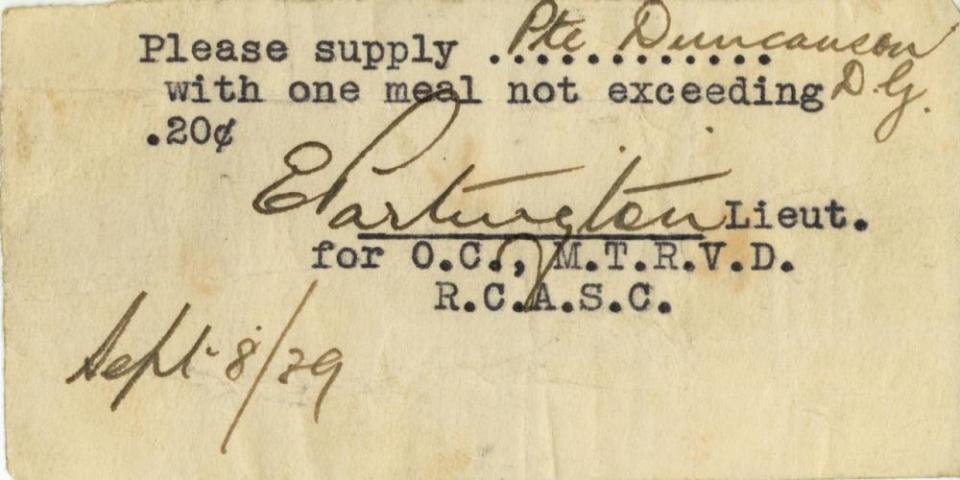 Please supply ............. Pte Duncanson
with one meal not exceeding D.G.
.20¢
E Partington Lieut.
for O.C., M.T.R.V.D.
R.C.A.S.C.
Sept 8/39